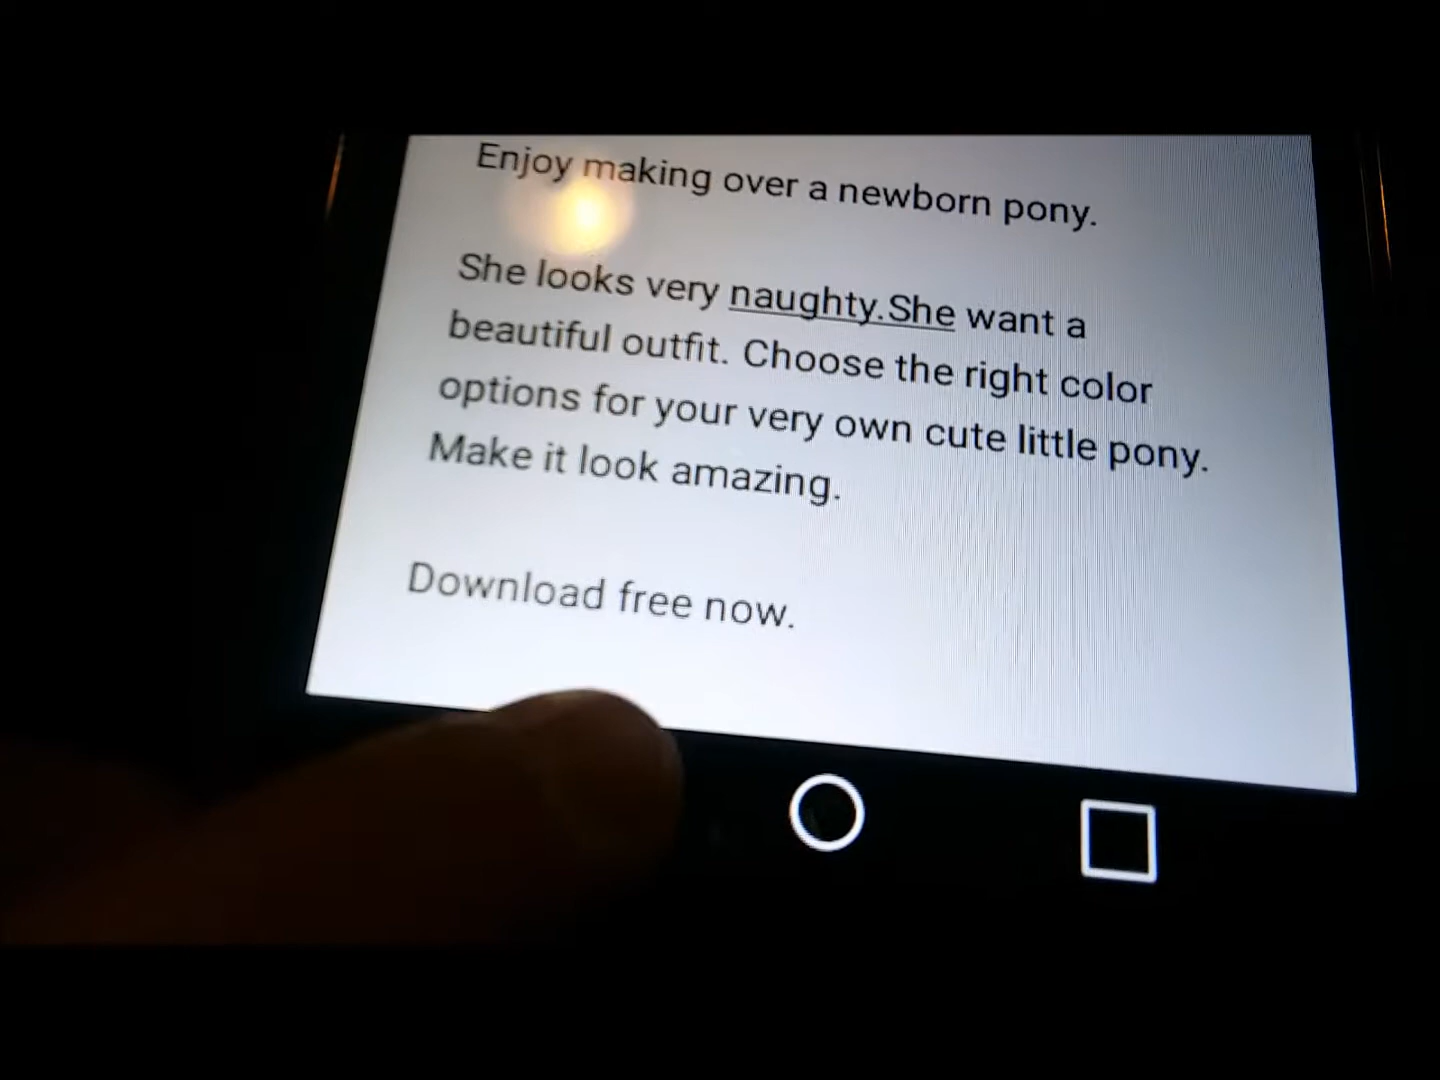 Enjoy making over a newborn pony.
She looks very naughty.She want a
beautiful outfit. Choose the right color
options for your very own cute little pony.
Make it look amazing.
Download free now.